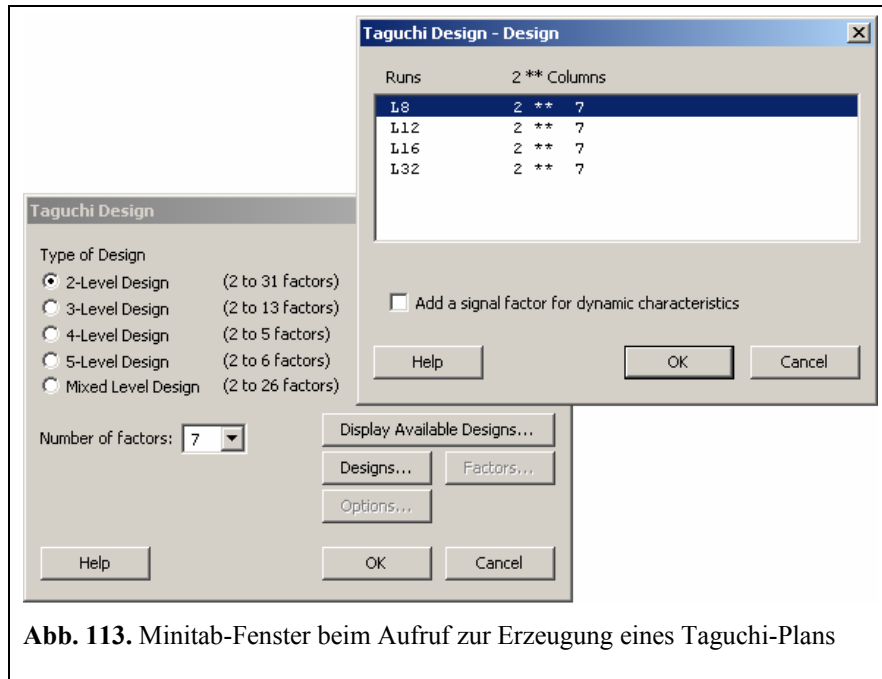 Taguchi Design - Design
Runs 2 ** Columns
L8 2 ** 7
L12 2 ** 7
L16 2 ** 7
L32 2 ** 7
Add a signal factor for dynamic characteristics
Help OK Cancel
Taguchi Design
Type of Design
2-Level Design (2 to 31 factors)
3-Level Design (2 to 13 factors)
4-Level Design (2 to 5 factors)
5-Level Design (2 to 6 factors)
Mixed Level Design (2 to 26 factors)
Number of factors: 7 Display Available Designs...
Designs... Factors...
Options...
Help OK Cancel
Abb. 113. Minitab-Fenster beim Aufruf zur Erzeugung eines Taguchi-Plans